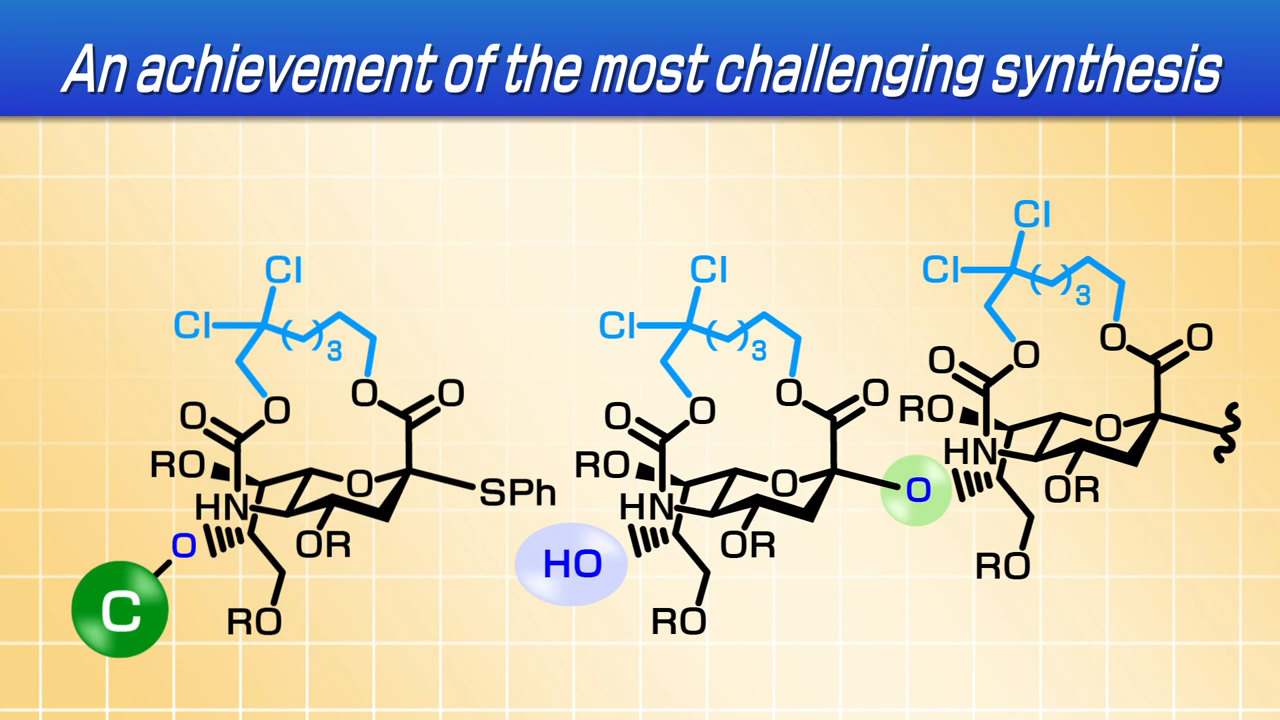 An achievement of the most challenging synthesis
Cl
Cl
( )3
O
O
O
O
RO
HN
O
SPh
O
OR
C
RO
Cl
Cl
( )3
O
O
O
O
RO
HN
O
O
HO
OR
RO
Cl
Cl
( )3
O
O
O
O
RO
HN
O
OR
RO